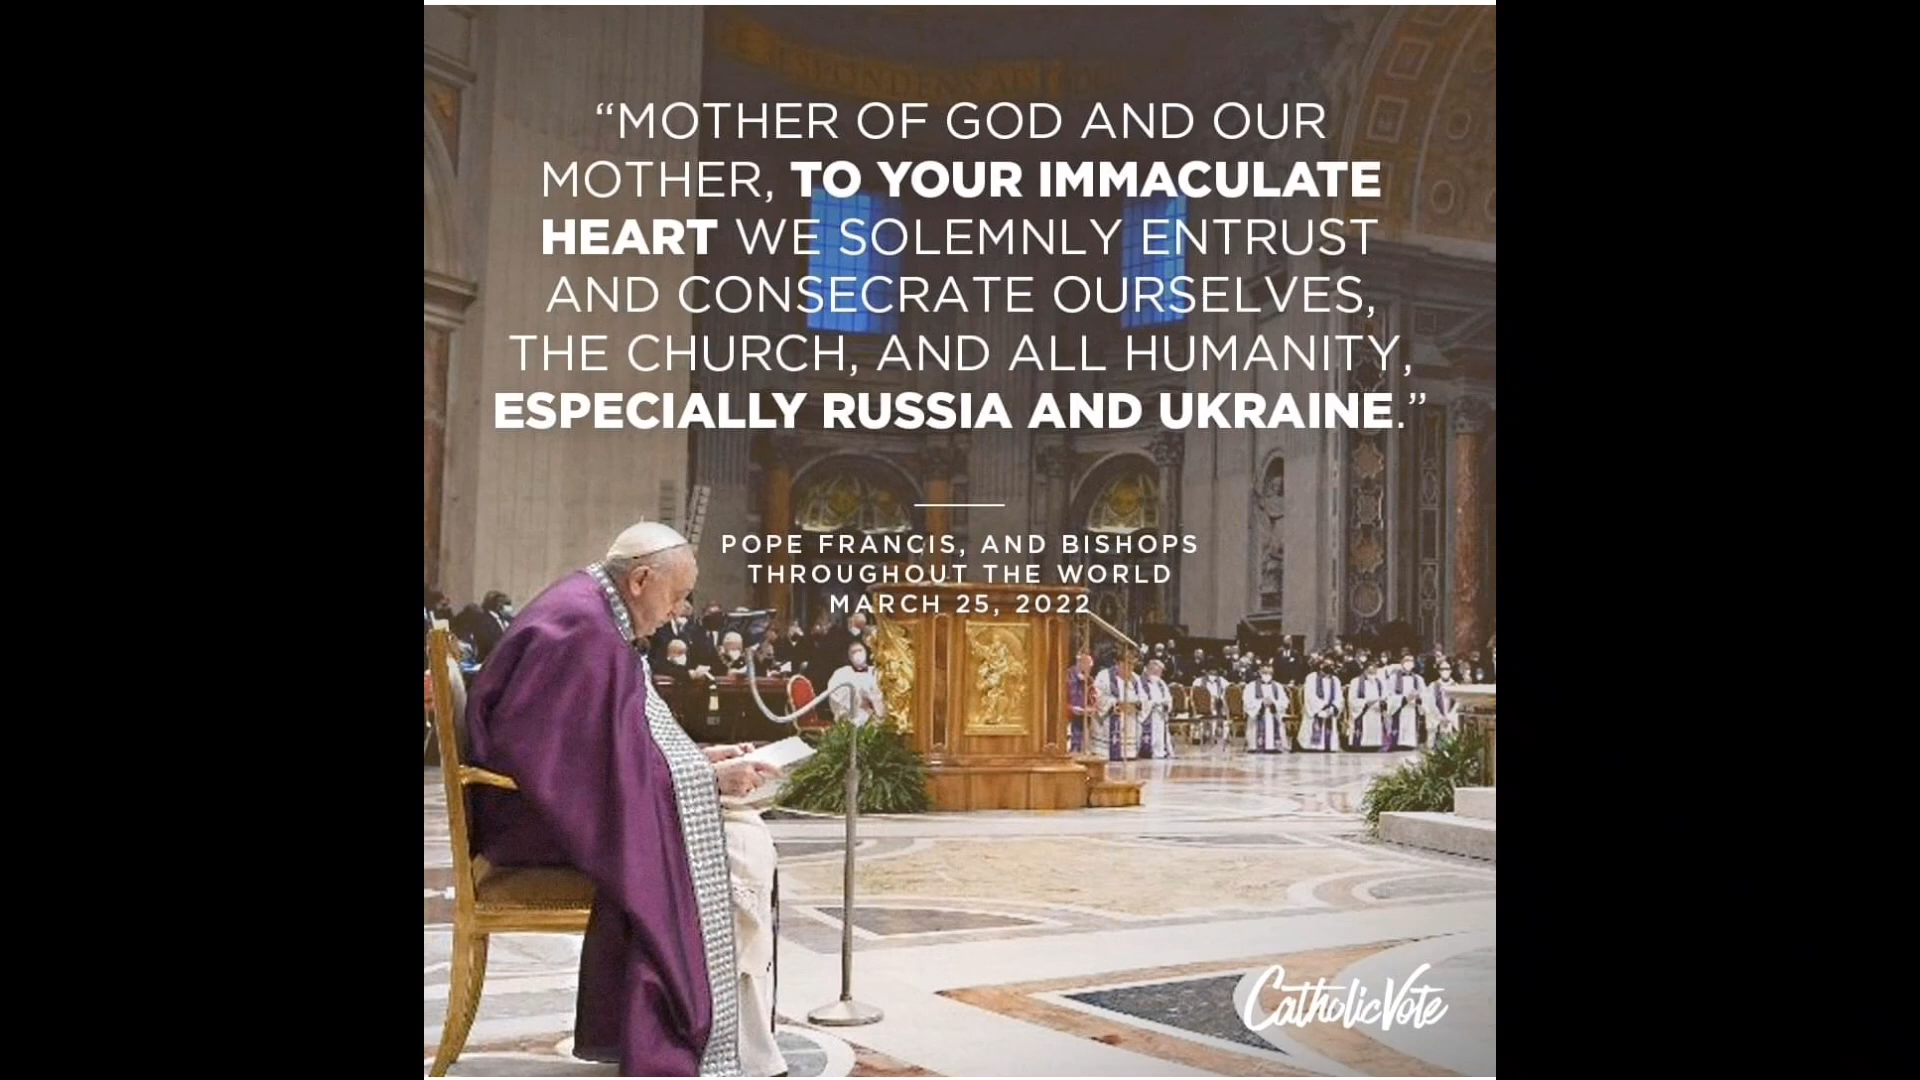 “MOTHER OF GOD AND OUR
MOTHER, TO YOUR IMMACULATE
HEART WE SOLEMNLY ENTRUST
AND CONSECRATE OURSELVES,
THE CHURCH, AND ALL HUMANITY,
ESPECIALLY RUSSIA AND UKRAINE.”
POPE FRANCIS, AND BISHOPS
THROUGHOUT THE WORLD
MARCH 25, 2022
CatholicVote